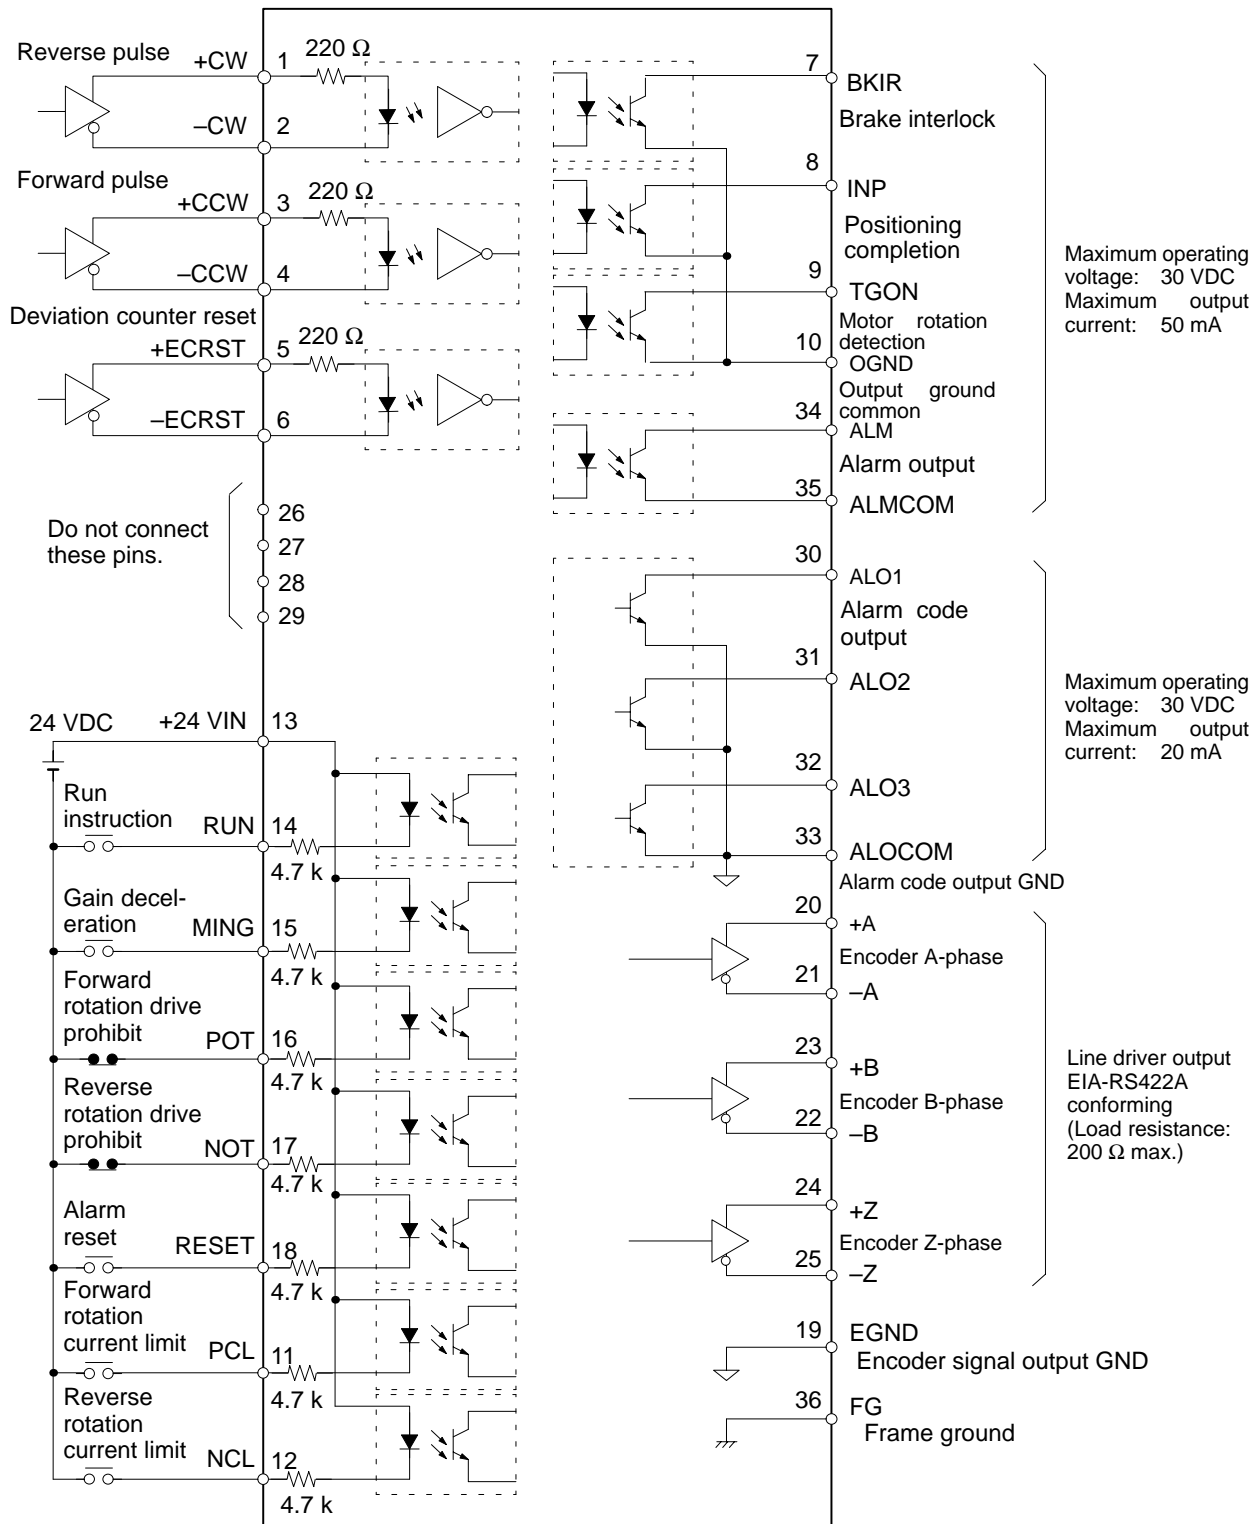 Reverse pulse
+CW
1
220 Ω
–CW
2
Forward pulse
+CCW
3
220 Ω
–CCW
4
Deviation counter reset
+ECRST
5
220 Ω
–ECRST
6
Do not connect
these pins.
26
27
28
29
24 VDC
+24 VIN
13
Run
instruction
RUN
14
4.7 k
Gain decel-
eration
MING
15
4.7 k
Forward
rotation drive
prohibit
POT
16
4.7 k
Reverse
rotation drive
prohibit
NOT
17
4.7 k
Alarm
reset
RESET
18
4.7 k
Forward
rotation
current limit
PCL
11
4.7 k
Reverse
rotation
current limit
NCL
12
4.7 k
7
BKIR
Brake interlock
8
INP
Positioning
completion
9
TGON
Motor rotation
detection
10
OGND
Output ground
common
34
ALM
Alarm output
35
ALMCOM
Maximum operating
voltage: 30 VDC
Maximum output
current: 50 mA
30
ALO1
Alarm code
output
31
ALO2
32
ALO3
33
ALOCOM
Alarm code output GND
Maximum operating
voltage: 30 VDC
Maximum output
current: 20 mA
20
+A
Encoder A-phase
21
–A
23
+B
Encoder B-phase
22
–B
24
+Z
Encoder Z-phase
25
–Z
Line driver output
EIA-RS422A
conforming
(Load resistance:
200 Ω max.)
19
EGND
Encoder signal output GND
36
FG
Frame ground